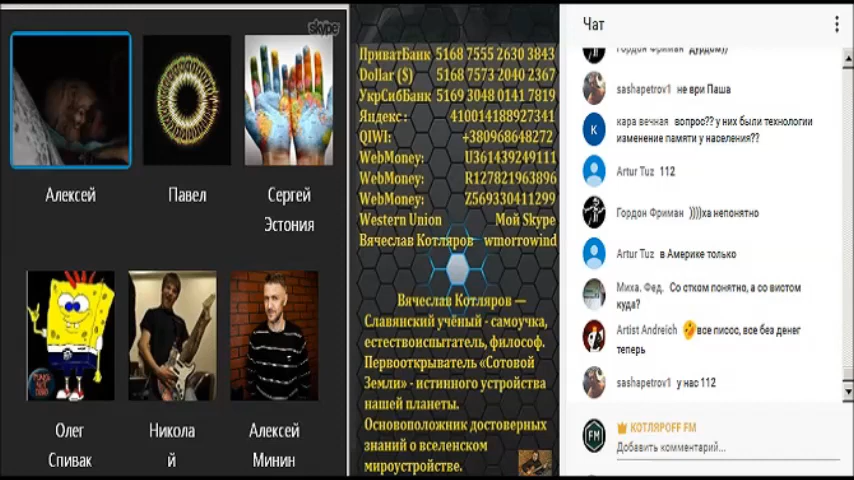 skype
Алексей
Павел
Сергей
Эстония
Олег
Спивак
Никола
й
Алексей
Минин
ПриватБанк 5168 7555 2630 3843
Dollar ($) 5168 7573 2040 2367
УкрСибБанк 5169 3048 0141 7819
Яндекс: 410014188927341
QIWI: +380968648272
WebMoney: U361439249111
WebMoney: R127821963896
WebMoney: Z569330411299
Western Union Мой Skype
Вячеслав Котляров wmorrowind
Вячеслав Котляров —
Славянский учёный - самоучка,
естествоиспытатель, философ.
Первооткрыватель «Сотовой
Земли» - истинного устройства
нашей планеты.
Основоположник достоверных
знаний о вселенском
мироустройстве.
Чат
Гордон Фриман дурдом))
sashapetrov1 не ври Паша
кара вечная вопрос?? у них были технологии
изменение памяти у населения??
Artur Tuz 112
Гордон Фриман ))))ха непонятно
Artur Tuz в Америке только
Миха. Фед. Со стком понятно, а со вистом
куда?
Artist Andreich все писос, все без денег
теперь
sashapetrov1 у нас 112
FM
КОТЛЯРОFF FM
Добавить комментарий...